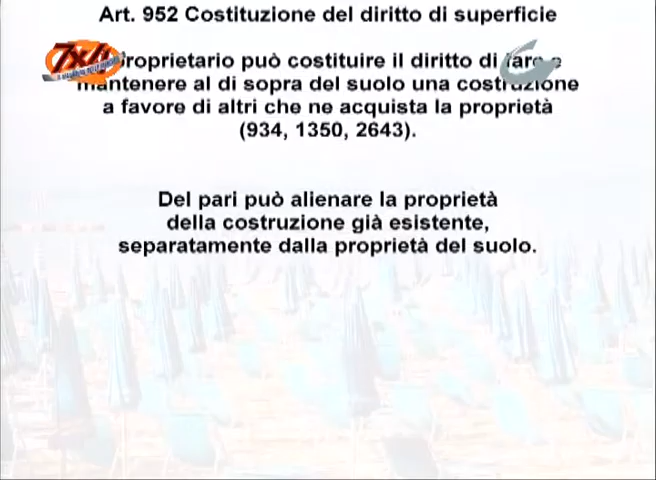 Art. 952 Costituzione del diritto di superficie
7x4
Proprietario può costituire il diritto di fare e
mantenere al di sopra del suolo una costruzione
a favore di altri che ne acquista la proprietà
(934, 1350, 2643).
Del pari può alienare la proprietà
della costruzione già esistente,
separatamente dalla proprietà del suolo.